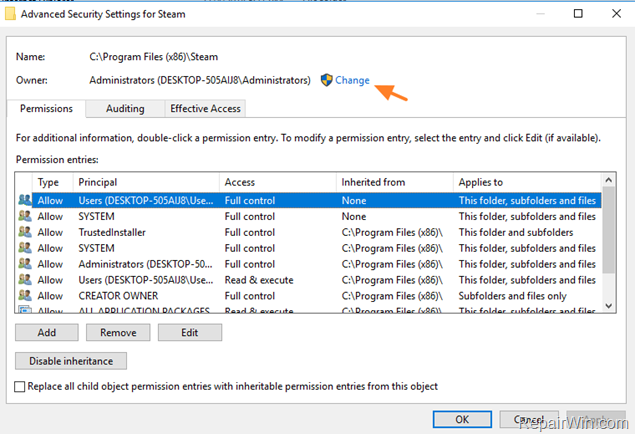 Advanced Security Settings for Steam
Name: C:\Program Files (x86)\Steam
Owner: Administrators (DESKTOP-505AIJ8\Administrators) Change
Permissions Auditing Effective Access
For additional information, double-click a permission entry. To modify a permission entry, select the entry and click Edit (if available).
Permission entries:
Type Principal Access Inherited from Applies to
Allow Users (DESKTOP-505AIJ8\Use... Full control None This folder, subfolders and files
Allow SYSTEM Full control None This folder, subfolders and files
Allow TrustedInstaller Full control C:\Program Files (x86)\ This folder and subfolders
Allow SYSTEM Full control C:\Program Files (x86)\ This folder, subfolders and files
Allow Administrators (DESKTOP-50... Full control C:\Program Files (x86)\ This folder, subfolders and files
Allow Users (DESKTOP-505AIJ8\Use... Read & execute C:\Program Files (x86)\ This folder, subfolders and files
Allow CREATOR OWNER Full control C:\Program Files (x86)\ Subfolders and files only
Allow ALL APPLICATION PACKAGES Read & execute C:\Program Files (x86)\ This folder, subfolders and files
Add Remove Edit
Disable inheritance
Replace all child object permission entries with inheritable permission entries from this object
OK Cancel Apply
RepairWin.com